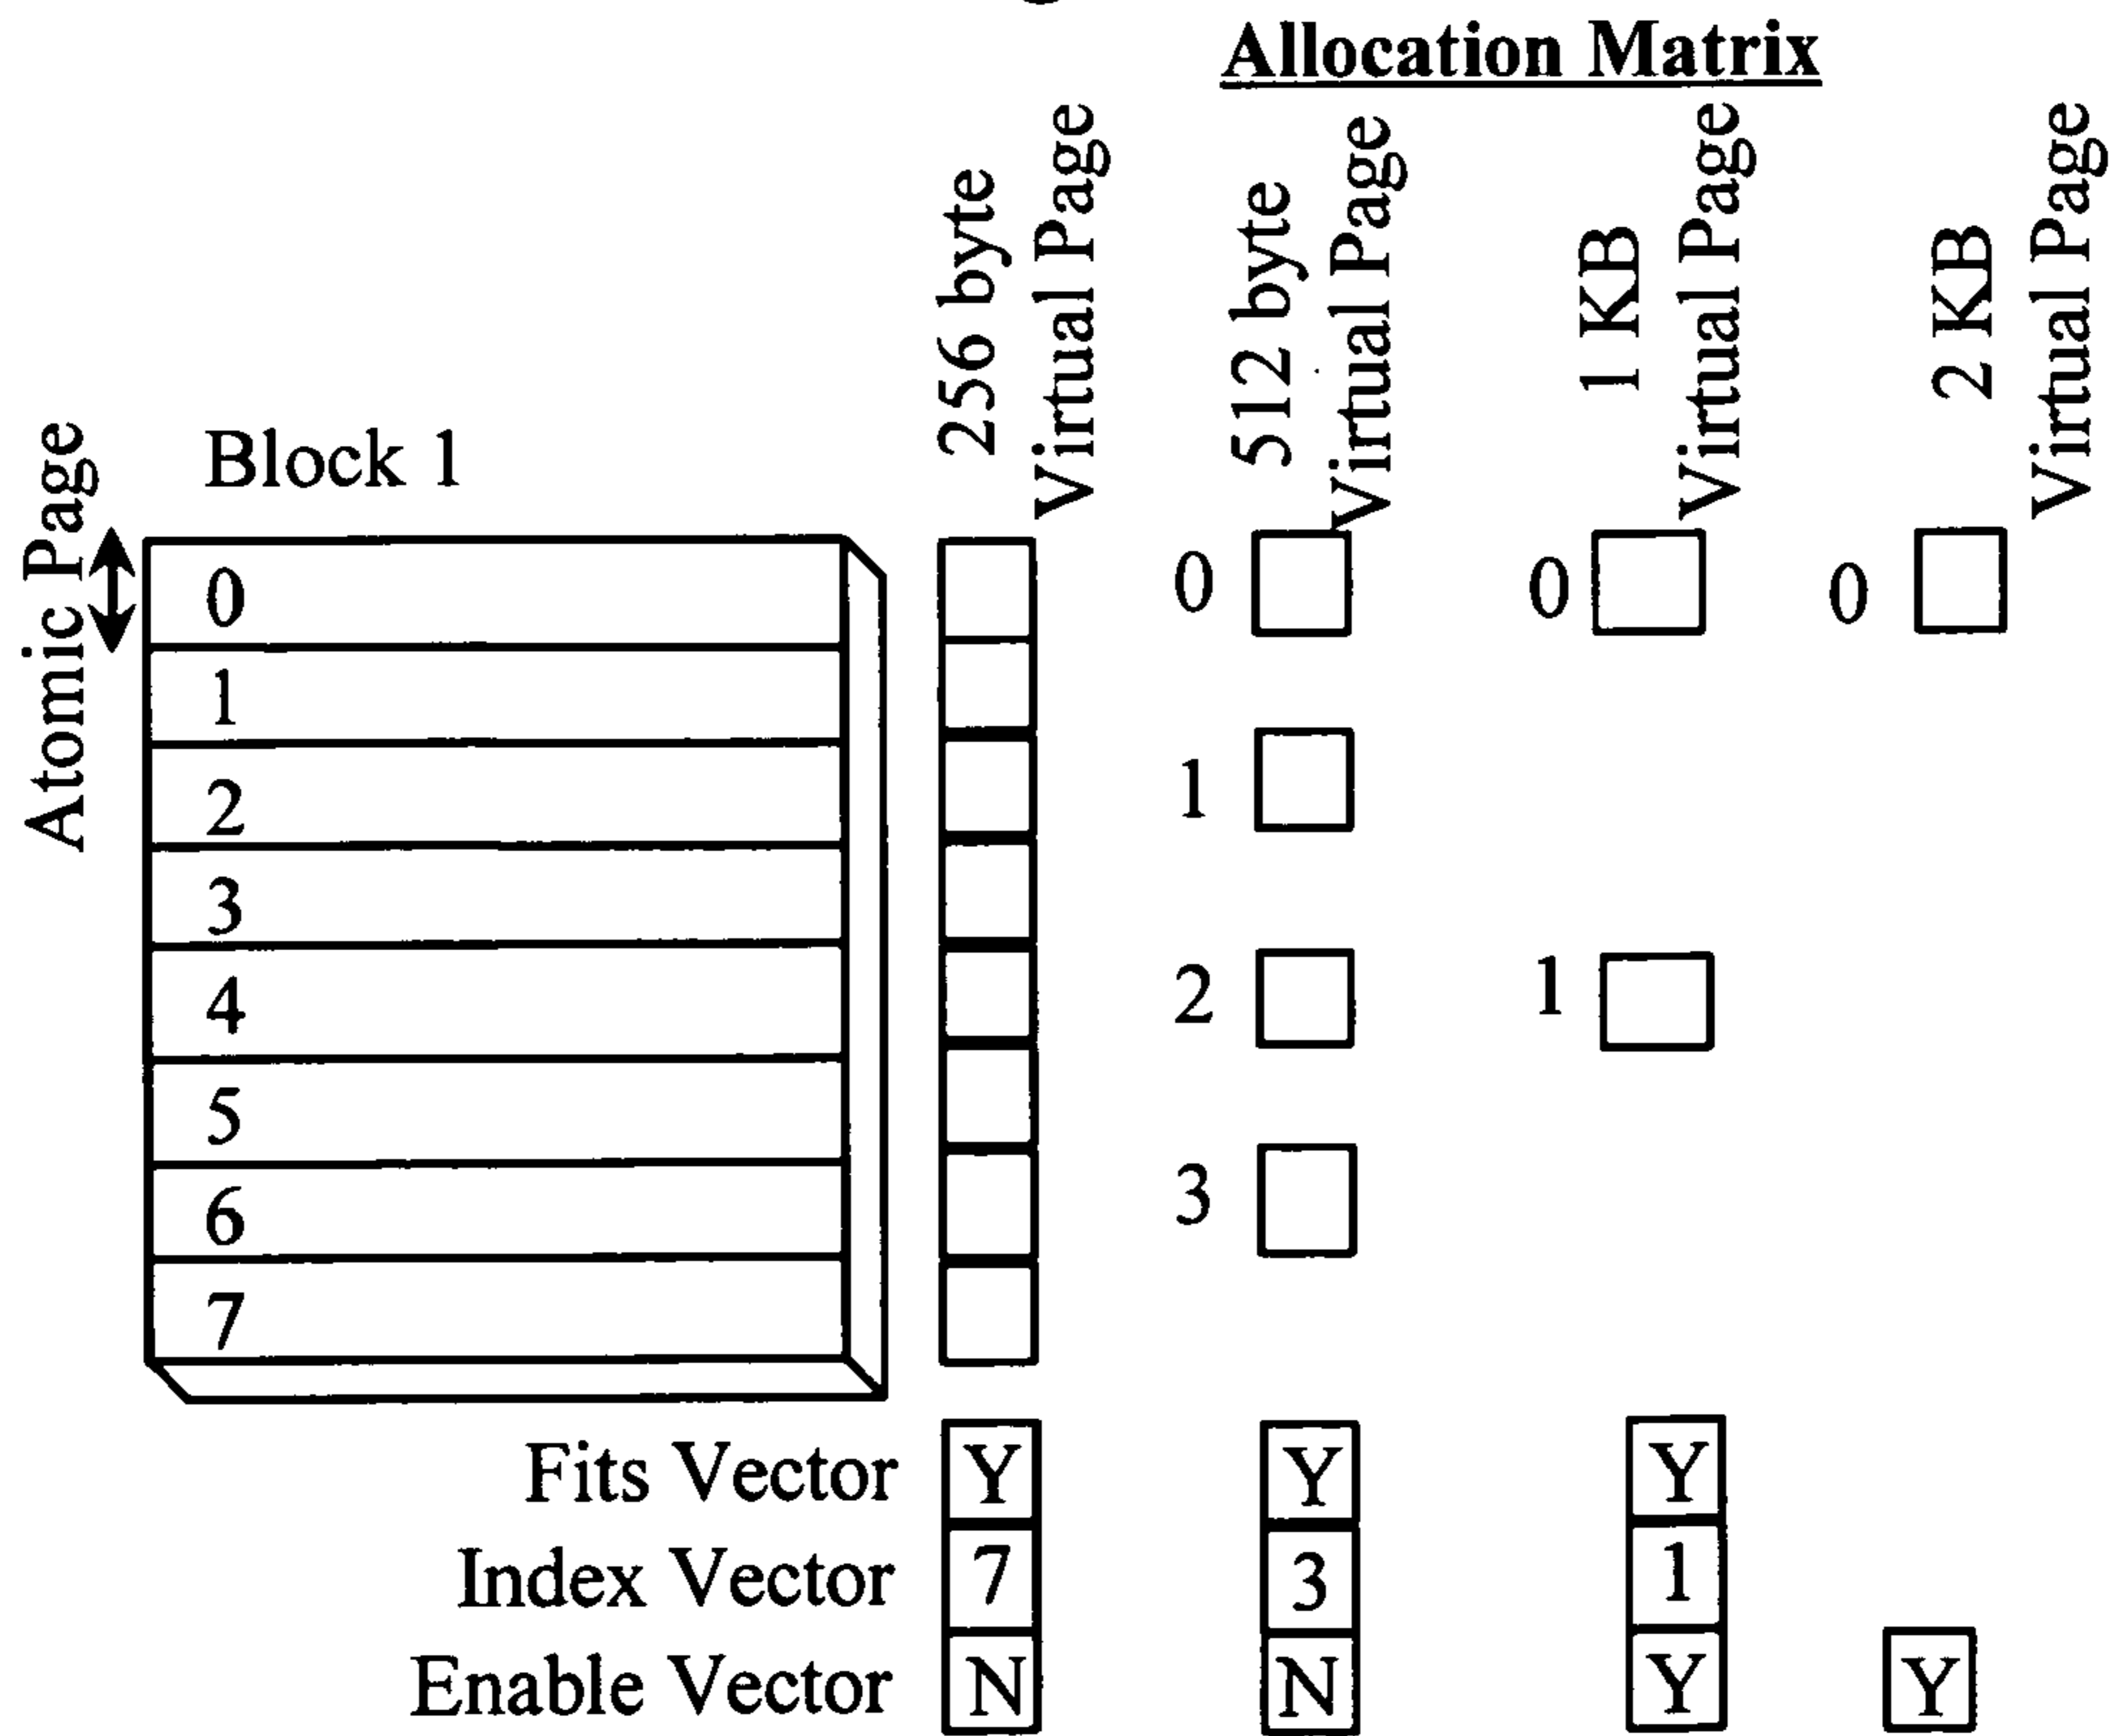 Allocation Matrix
256 byte
Virtual Page
512 byte
Virtual Page
1 KB
Virtual Page
2 KB
Virtual Page
Atomic Page
Block 1
0
1
2
3
4
5
6
7
0
0
0
1
2
1
3
Fits Vector Y Y Y
Index Vector 7 3 1
Enable Vector N N Y Y